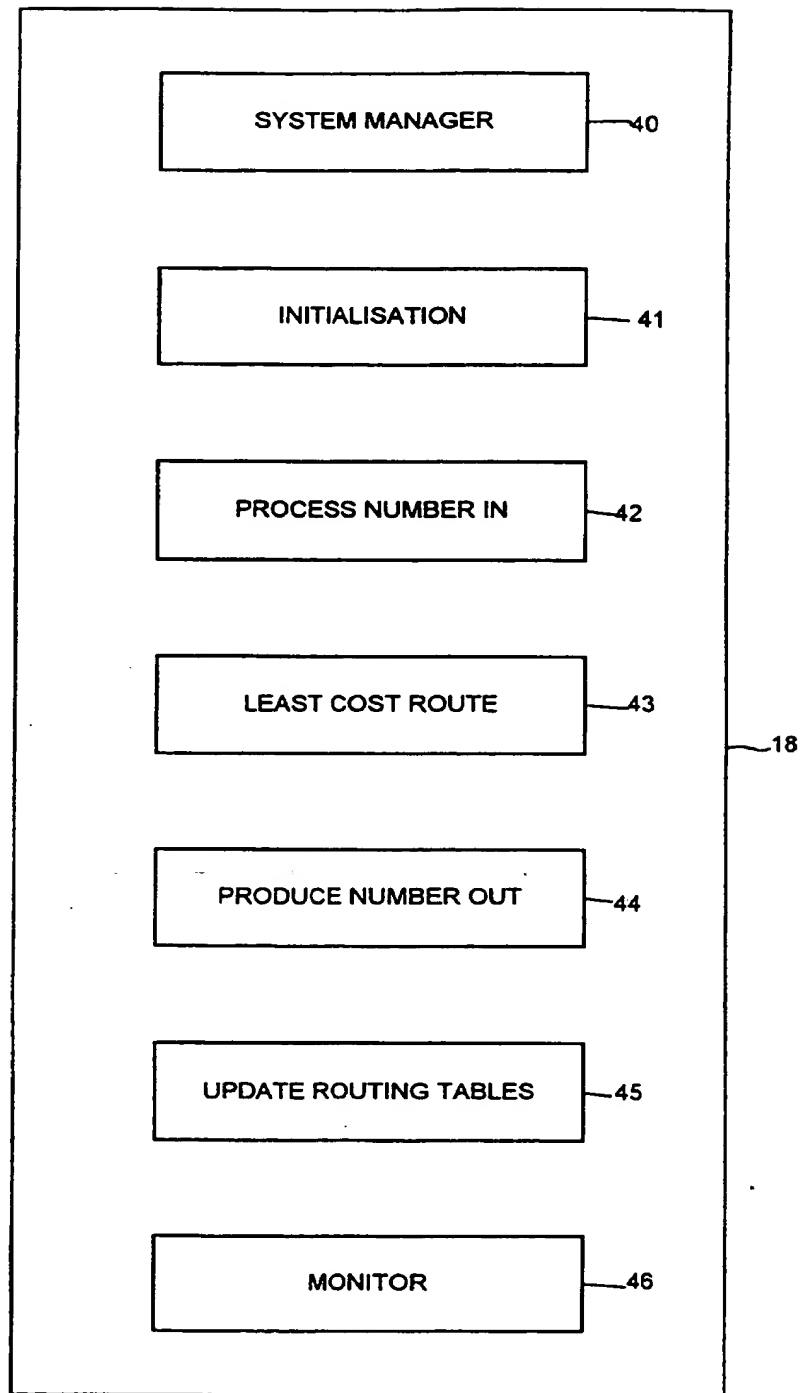 SYSTEM MANAGER 40
INITIALISATION 41
PROCESS NUMBER IN 42
LEAST COST ROUTE 43
18
PRODUCE NUMBER OUT 44
UPDATE ROUTING TABLES 45
MONITOR 46